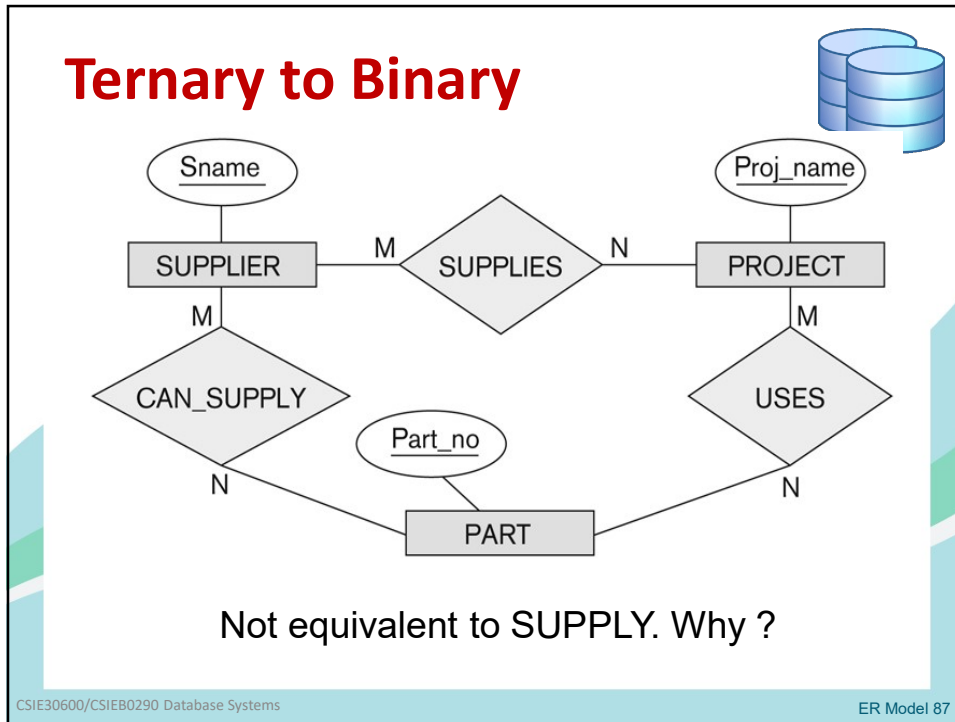 Ternary to Binary
Sname
Proj_name
SUPPLIER
M
SUPPLIES
N
PROJECT
M
M
CAN_SUPPLY
USES
Part_no
N
N
PART
Not equivalent to SUPPLY. Why ?
CSIE30600/CSIEB0290 Database Systems
ER Model 87